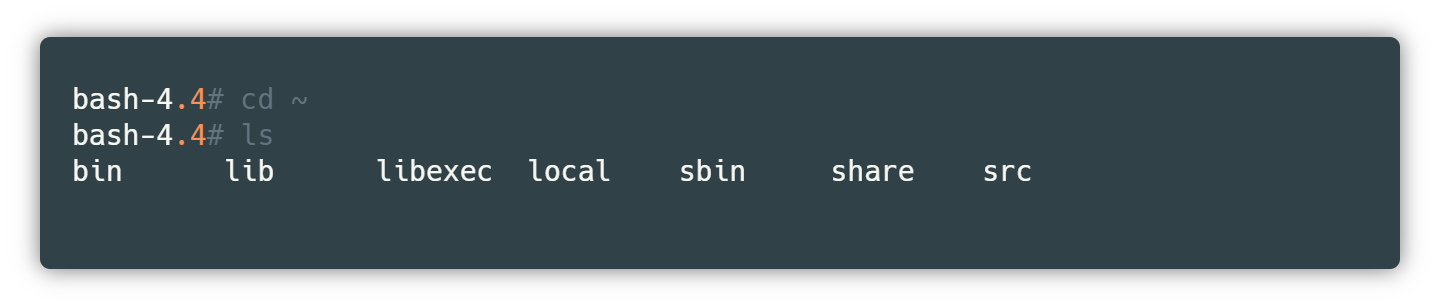 bash-4.4# cd ~
bash-4.4# ls
bin      lib      libexec  local    sbin     share    src